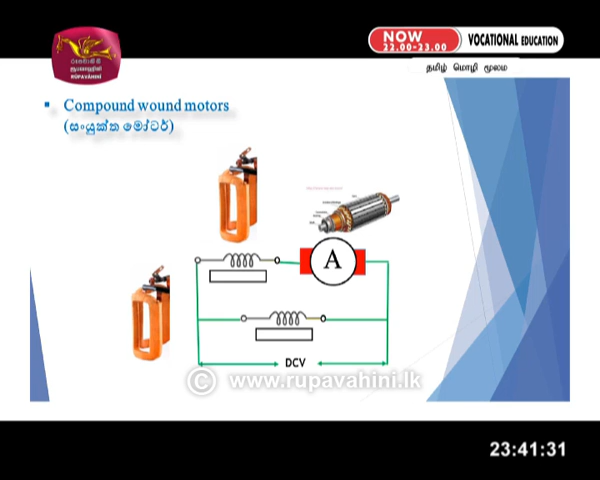 NOW
22.00-23.00
VOCATIONAL EDUCATION
தமிழ் மொழி மூலம
RUPAVAHINI
▪ Compound wound motors
(සංයුක්ත මෝටර්)
A
DCV
© www.rupavahini.lk
23:41:31